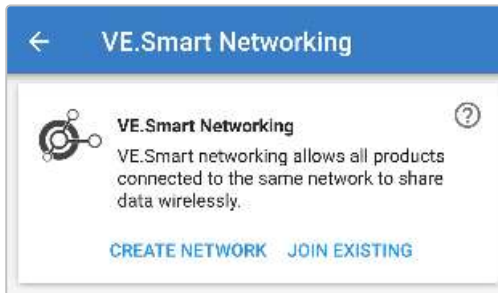 VE.Smart Networking
VE.Smart Networking
VE.Smart networking allows all products
connected to the same network to share
data wirelessly.
CREATE NETWORK JOIN EXISTING